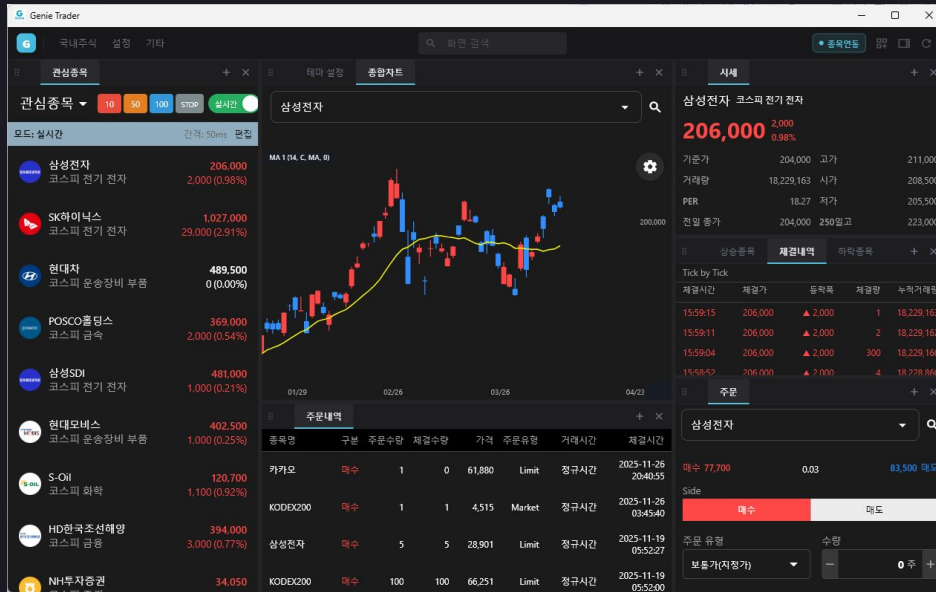 Genie Trader
G 국내주식 설정 기타
화면 검색
종목연동
관심종목
관심종목 10 50 100 STOP 실시간
모드: 실시간 간격: 50ms 편집
삼성전자 206,000
코스피 전기 전자 2,000 (0.98%)
SK하이닉스 1,027,000
코스피 전기 전자 29,000 (2.91%)
현대차 489,500
코스피 운송장비 부품 0 (0.00%)
POSCO홀딩스 369,000
코스피 금속 2,000 (0.54%)
삼성SDI 481,000
코스피 전기 전자 1,000 (0.21%)
현대모비스 402,500
코스피 운송장비 부품 1,000 (0.25%)
S-Oil 120,700
코스피 화학 1,100 (0.92%)
HD한국조선해양 394,000
코스피 금융 3,000 (0.77%)
NH투자증권 34,050
테마 설정 종합차트
삼성전자
MA 1 (14, C, MA, 0)
200,000
01/29 02/26 03/26 04/23
주문내역
종목명 구분 주문수량 체결수량 가격 주문유형 거래시간 체결시간
카카오 매수 1 0 61,880 Limit 정규시간 2025-11-26
20:40:55
KODEX200 매수 1 1 4,515 Market 정규시간 2025-11-26
03:45:40
삼성전자 매수 5 5 28,901 Limit 정규시간 2025-11-19
05:52:27
KODEX200 매수 100 100 66,251 Limit 정규시간 2025-11-19
05:52:00
시세
삼성전자 코스피 전기 전자
206,000 2,000
0.98%
기준가 204,000 고가 211,000
거래량 18,229,163 시가 208,500
PER 18.27 저가 205,500
전일 종가 204,000 250일고 223,000
상승종목 체결내역 하락종목
Tick by Tick
체결시간 체결가 등락폭 체결량 누적거래량
15:59:15 206,000 ▲ 2,000 1 18,229,163
15:59:11 206,000 ▲ 2,000 2 18,229,162
15:59:04 206,000 ▲ 2,000 300 18,229,160
15:58:52 206,000 ▲ 2,000 4 18,228,860
주문
삼성전자
매수 77,700 0.03 83,500 매도
Side
매수 매도
주문 유형 수량
보통가(지정가) − 0 주 +